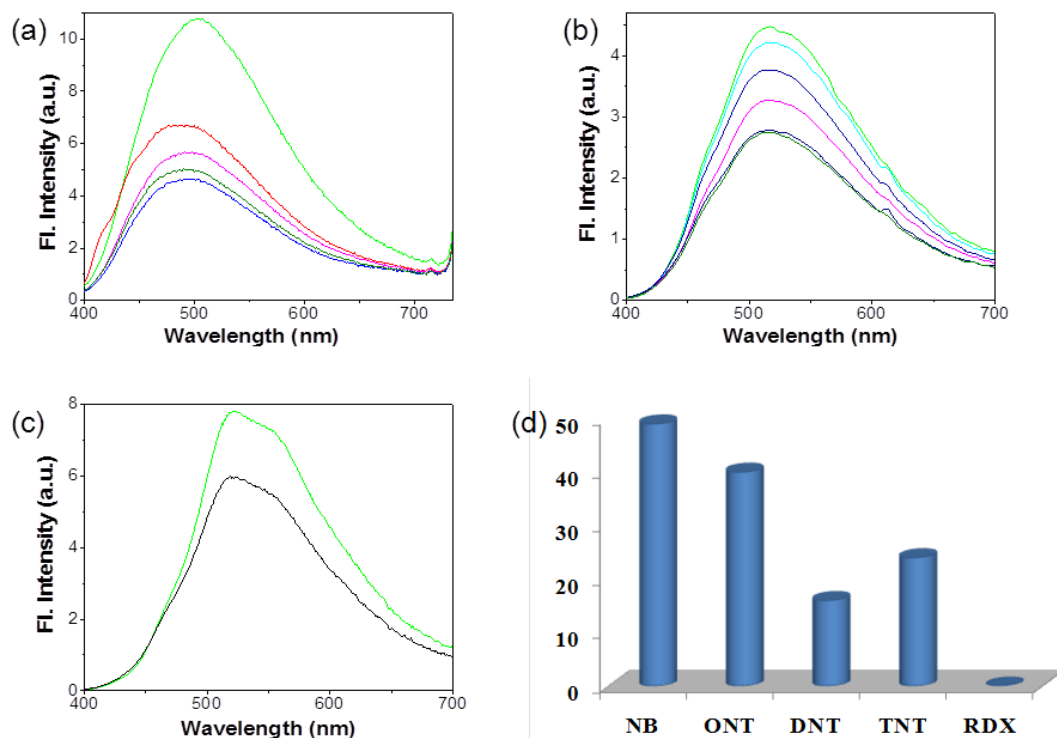 (a)
10
8
6
4
2
0
Fl. Intensity (a.u.)
400 500 600 700
Wavelength (nm)
(b)
4
3
2
1
0
Fl. Intensity (a.u.)
400 500 600 700
Wavelength (nm)
(c)
8
6
4
2
0
Fl. Intensity (a.u.)
400 500 600 700
Wavelength (nm)
(d)
50
40
30
20
10
0
NB ONT DNT TNT RDX